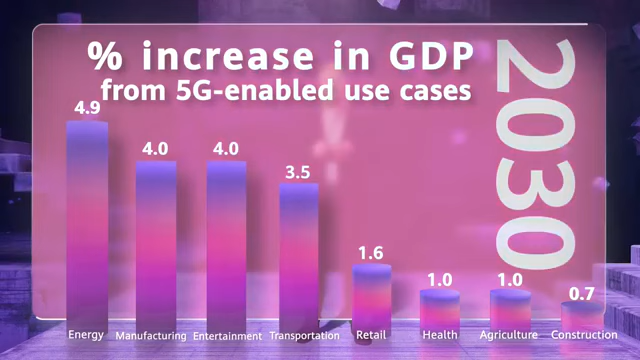 % increase in GDP
from 5G-enabled use cases
2030
4.9
4.0
4.0
3.5
1.6
1.0
1.0
0.7
Energy
Manufacturing
Entertainment
Transportation
Retail
Health
Agriculture
Construction